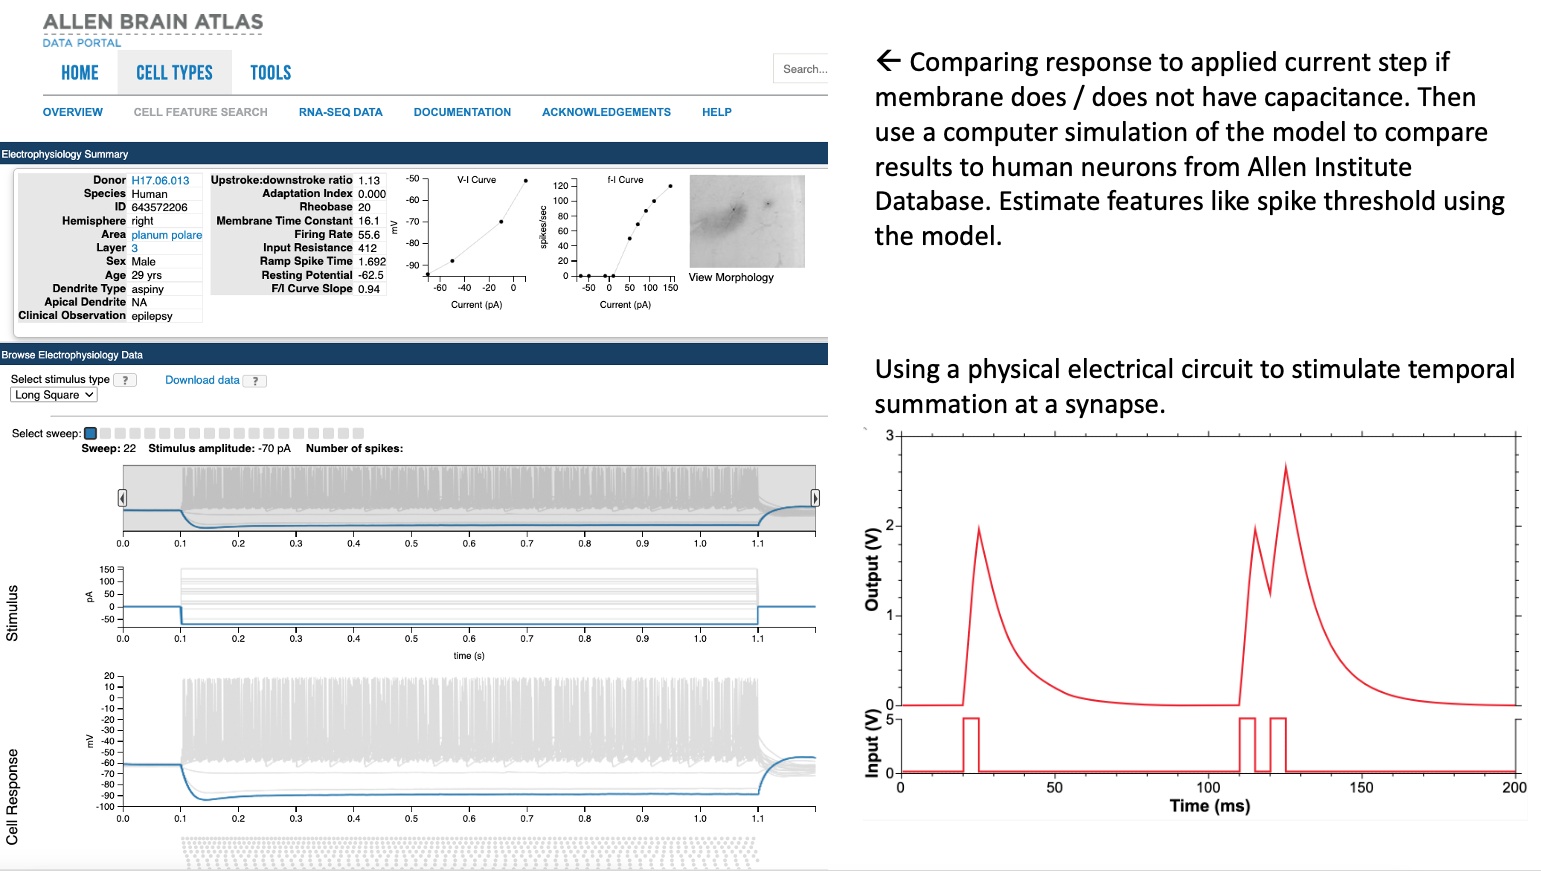 ALLEN BRAIN ATLAS
DATA PORTAL
HOME CELL TYPES TOOLS
Search...
OVERVIEW CELL FEATURE SEARCH RNA-SEQ DATA DOCUMENTATION ACKNOWLEDGEMENTS HELP
Electrophysiology Summary
Donor H17.06.013
Species Human
ID 643572206
Hemisphere right
Area planum polare
Layer 3
Sex Male
Age 29 yrs
Dendrite Type aspiny
Apical Dendrite NA
Clinical Observation epilepsy
Upstroke:downstroke ratio 1.13
Adaptation Index 0.000
Rheobase 20
Membrane Time Constant 16.1
Firing Rate 55.6
Input Resistance 412
Ramp Spike Time 1.692
Resting Potential -62.5
F/I Curve Slope 0.94
V-I Curve
-50
-60
-70
-80
-90
mV
-60 -40 -20 0
Current (pA)
f-I Curve
120
100
80
60
40
20
0
spikes/sec
-50 0 50 100 150
Current (pA)
View Morphology
Browse Electrophysiology Data
Select stimulus type ? Download data ?
Long Square
Select sweep:
Sweep: 22 Stimulus amplitude: -70 pA Number of spikes:
0.0 0.1 0.2 0.3 0.4 0.5 0.6 0.7 0.8 0.9 1.0 1.1
Stimulus
pA
150
100
50
0
-50
0.0 0.1 0.2 0.3 0.4 0.5 0.6 0.7 0.8 0.9 1.0 1.1
time (s)
Cell Response
mV
20
10
0
-10
-20
-30
-40
-50
-60
-70
-80
-90
-100
0.0 0.1 0.2 0.3 0.4 0.5 0.6 0.7 0.8 0.9 1.0 1.1
← Comparing response to applied current step if
membrane does / does not have capacitance. Then
use a computer simulation of the model to compare
results to human neurons from Allen Institute
Database. Estimate features like spike threshold using
the model.
Using a physical electrical circuit to stimulate temporal
summation at a synapse.
Output (V)
3
2
1
0
Input (V)
5
0
0 50 100 150 200
Time (ms)